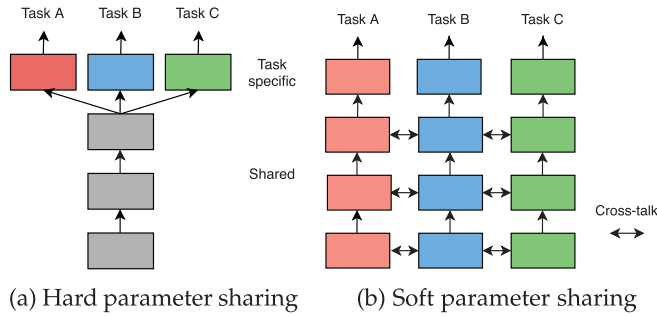 Task A
Task B
Task C
Task
specific
Shared
(a) Hard parameter sharing
Task A
Task B
Task C
Cross-talk
(b) Soft parameter sharing